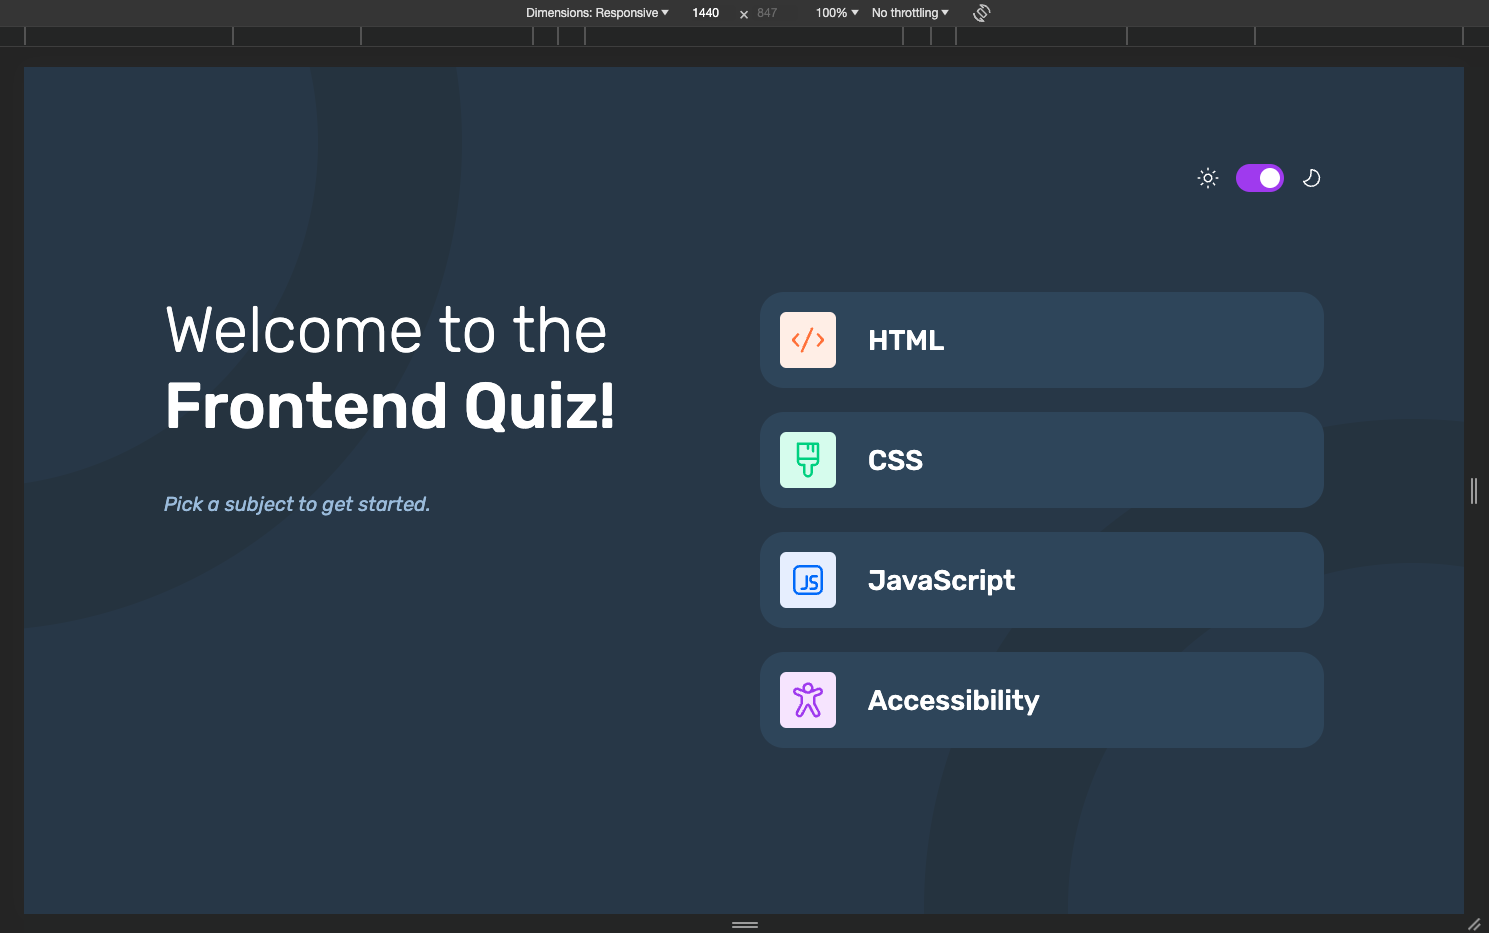 Dimensions: Responsive 1440 × 847 100% No throttling
Welcome to the
Frontend Quiz!
Pick a subject to get started.
HTML
CSS
JS
JavaScript
Accessibility